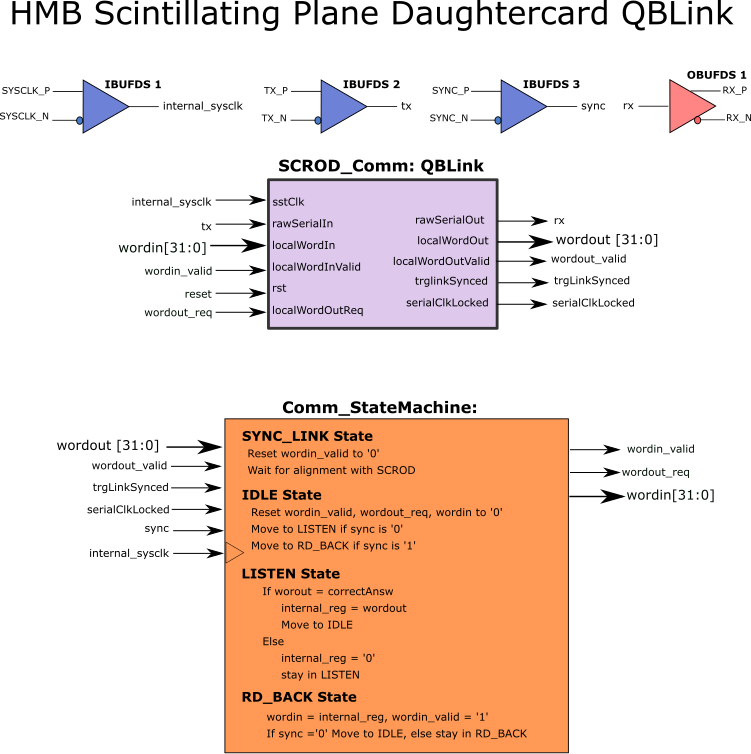 HMB Scintillating Plane Daughtercard QBLink
IBUFDS 1
SYSCLK_P
SYSCLK_N
internal_sysclk
IBUFDS 2
TX_P
TX_N
tx
IBUFDS 3
SYNC_P
SYNC_N
sync
OBUFDS 1
rx
RX_P
RX_N
SCROD_Comm: QBLink
internal_sysclk
tx
wordin[31:0]
wordin_valid
reset
wordout_req
sstClk
rawSerialIn
localWordIn
localWordInValid
rst
localWordOutReq
rawSerialOut
localWordOut
localWordOutValid
trglinkSynced
serialClkLocked
rx
wordout [31:0]
wordout_valid
trgLinkSynced
serialClkLocked
Comm_StateMachine:
wordout [31:0]
wordout_valid
trgLinkSynced
serialClkLocked
sync
internal_sysclk
SYNC_LINK State
Reset wordin_valid to '0'
Wait for alignment with SCROD
IDLE State
Reset wordin_valid, wordout_req, wordin to '0'
Move to LISTEN if sync is '0'
Move to RD_BACK if sync is '1'
LISTEN State
If worout = correctAnsw
internal_reg = wordout
Move to IDLE
Else
internal_reg = '0'
stay in LISTEN
RD_BACK State
wordin = internal_reg, wordin_valid = '1'
If sync ='0' Move to IDLE, else stay in RD_BACK
wordin_valid
wordout_req
wordin[31:0]